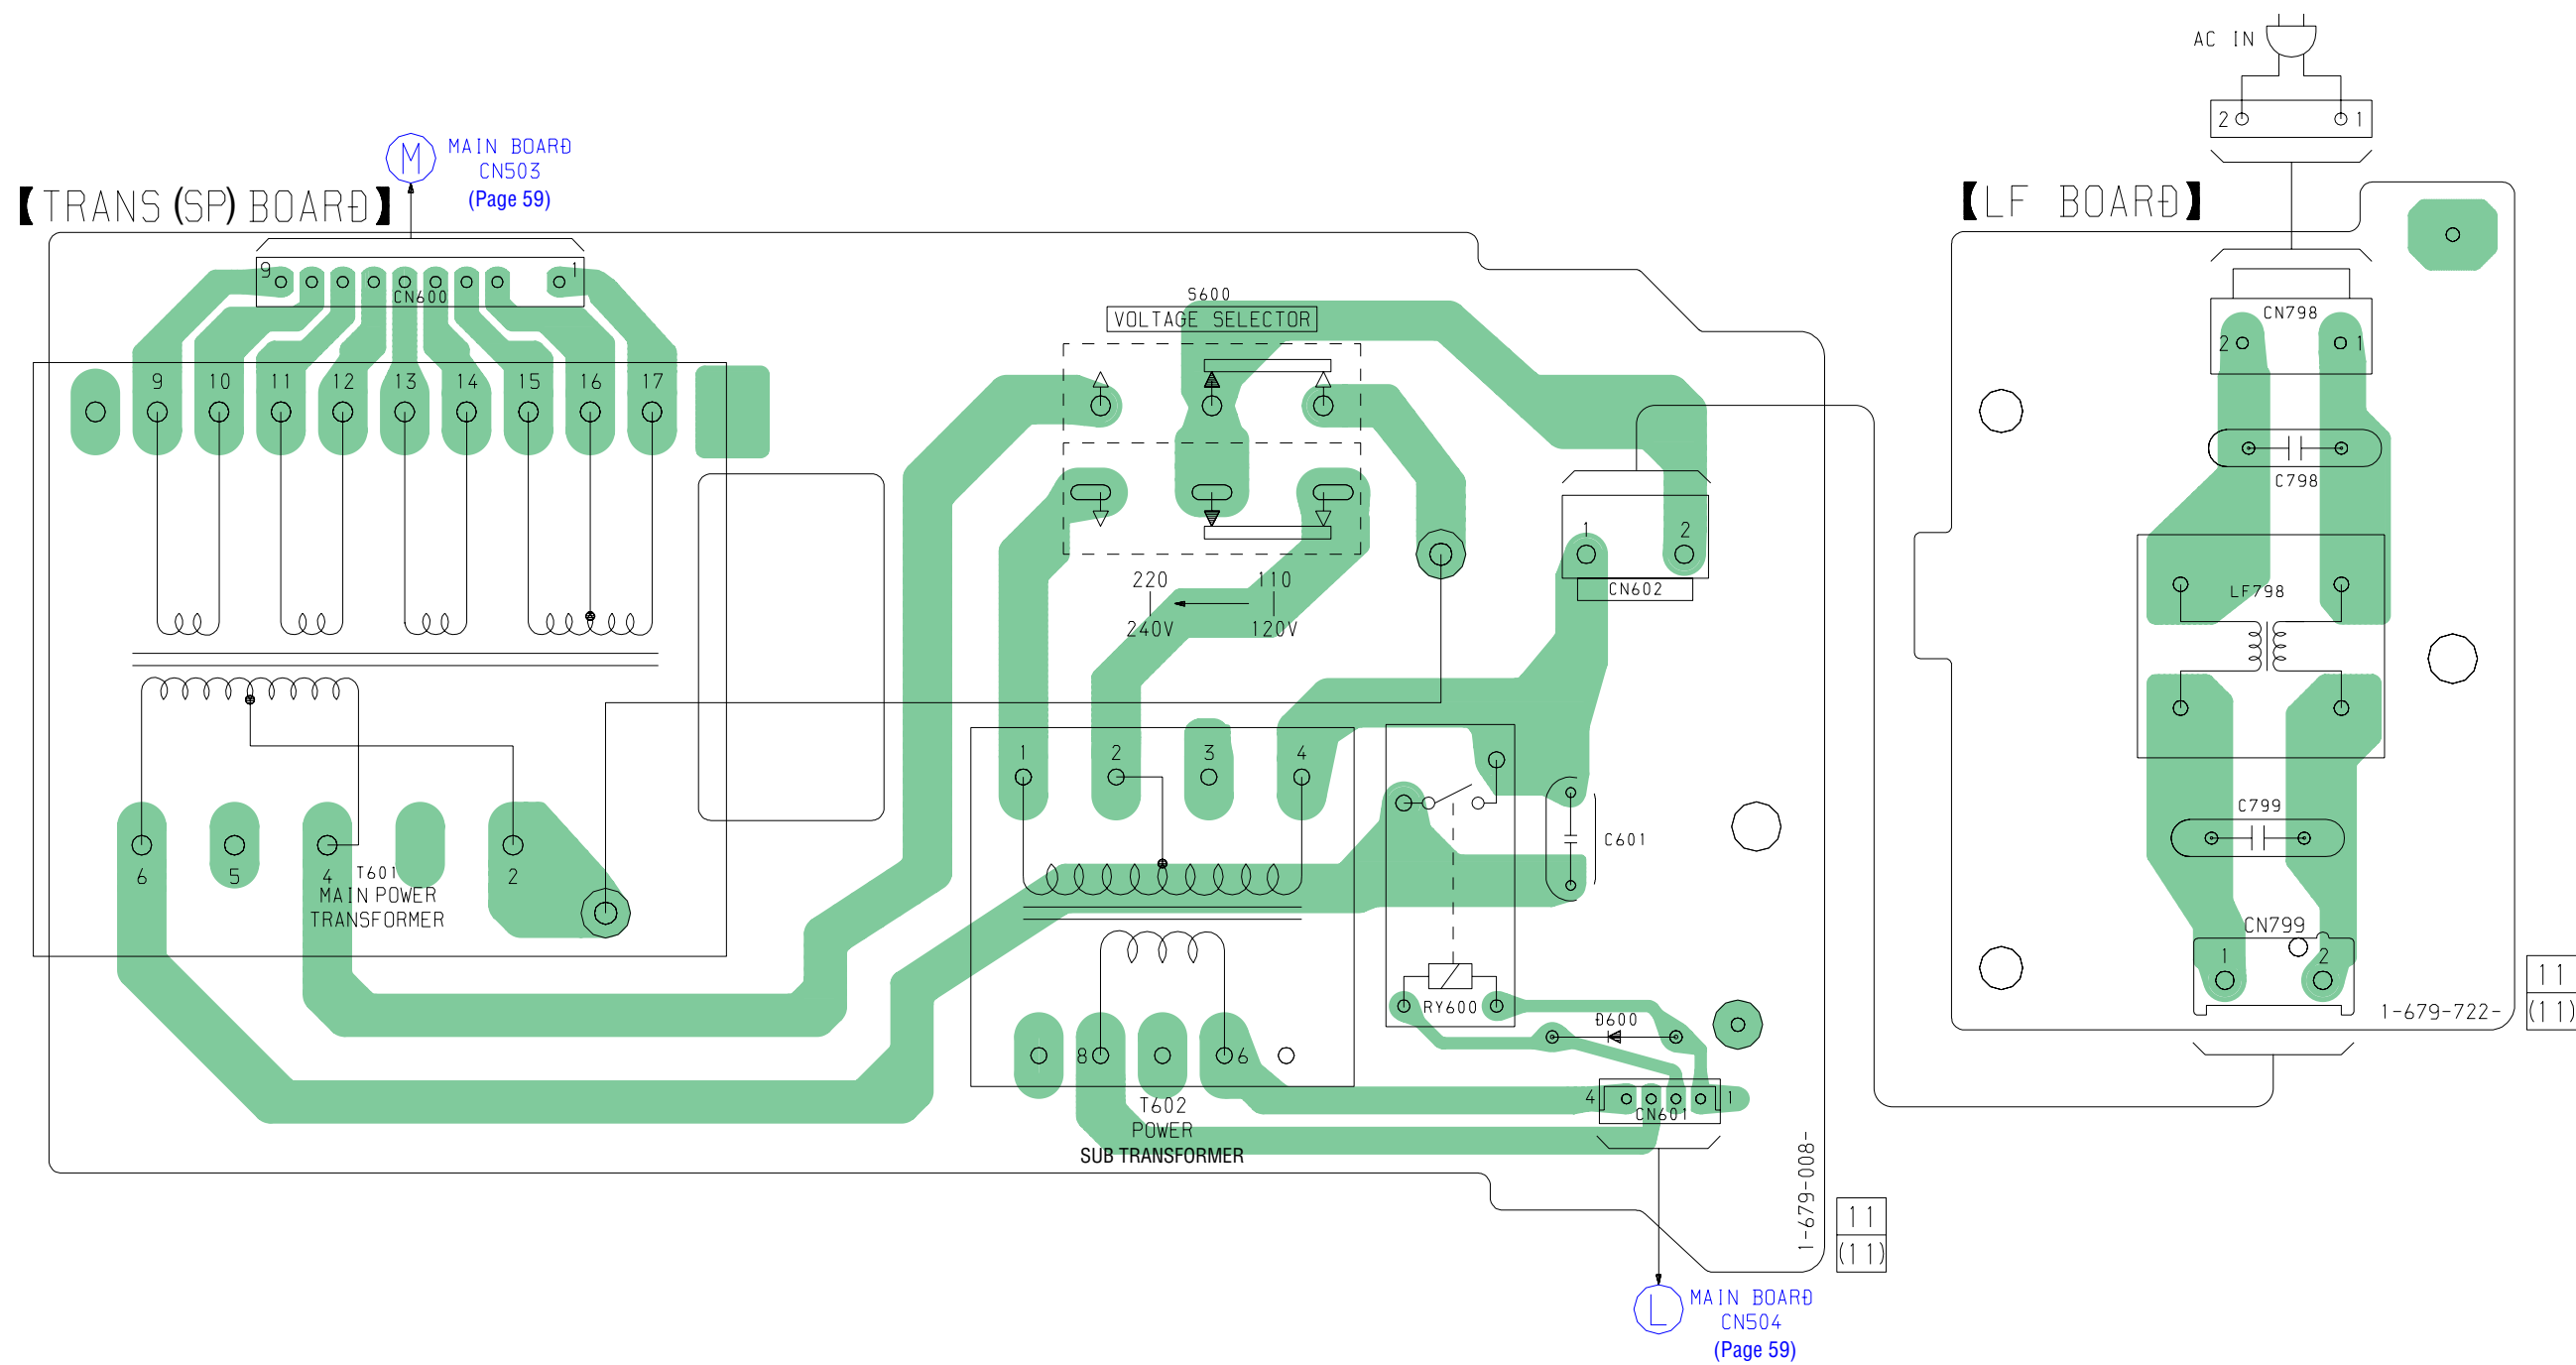 AC IN
2 1
M
MAIN BOARD
CN503
(Page 59)
【TRANS (SP) BOARD】
【LF BOARD】
9 1
CN600
S600
VOLTAGE SELECTOR
CN798
2 1
9 10 11 12 13 14 15 16 17
C798
1 2
CN602
220 110
240V 120V
LF798
1 2 3 4
C601
C799
6 5 4 2
T601
MAIN POWER
TRANSFORMER
CN799
1 2
RY600
D600
1-679-722-
11
(11)
8 6
4 1
CN601
T602
POWER
SUB TRANSFORMER
1-679-008-
11
(11)
L
MAIN BOARD
CN504
(Page 59)